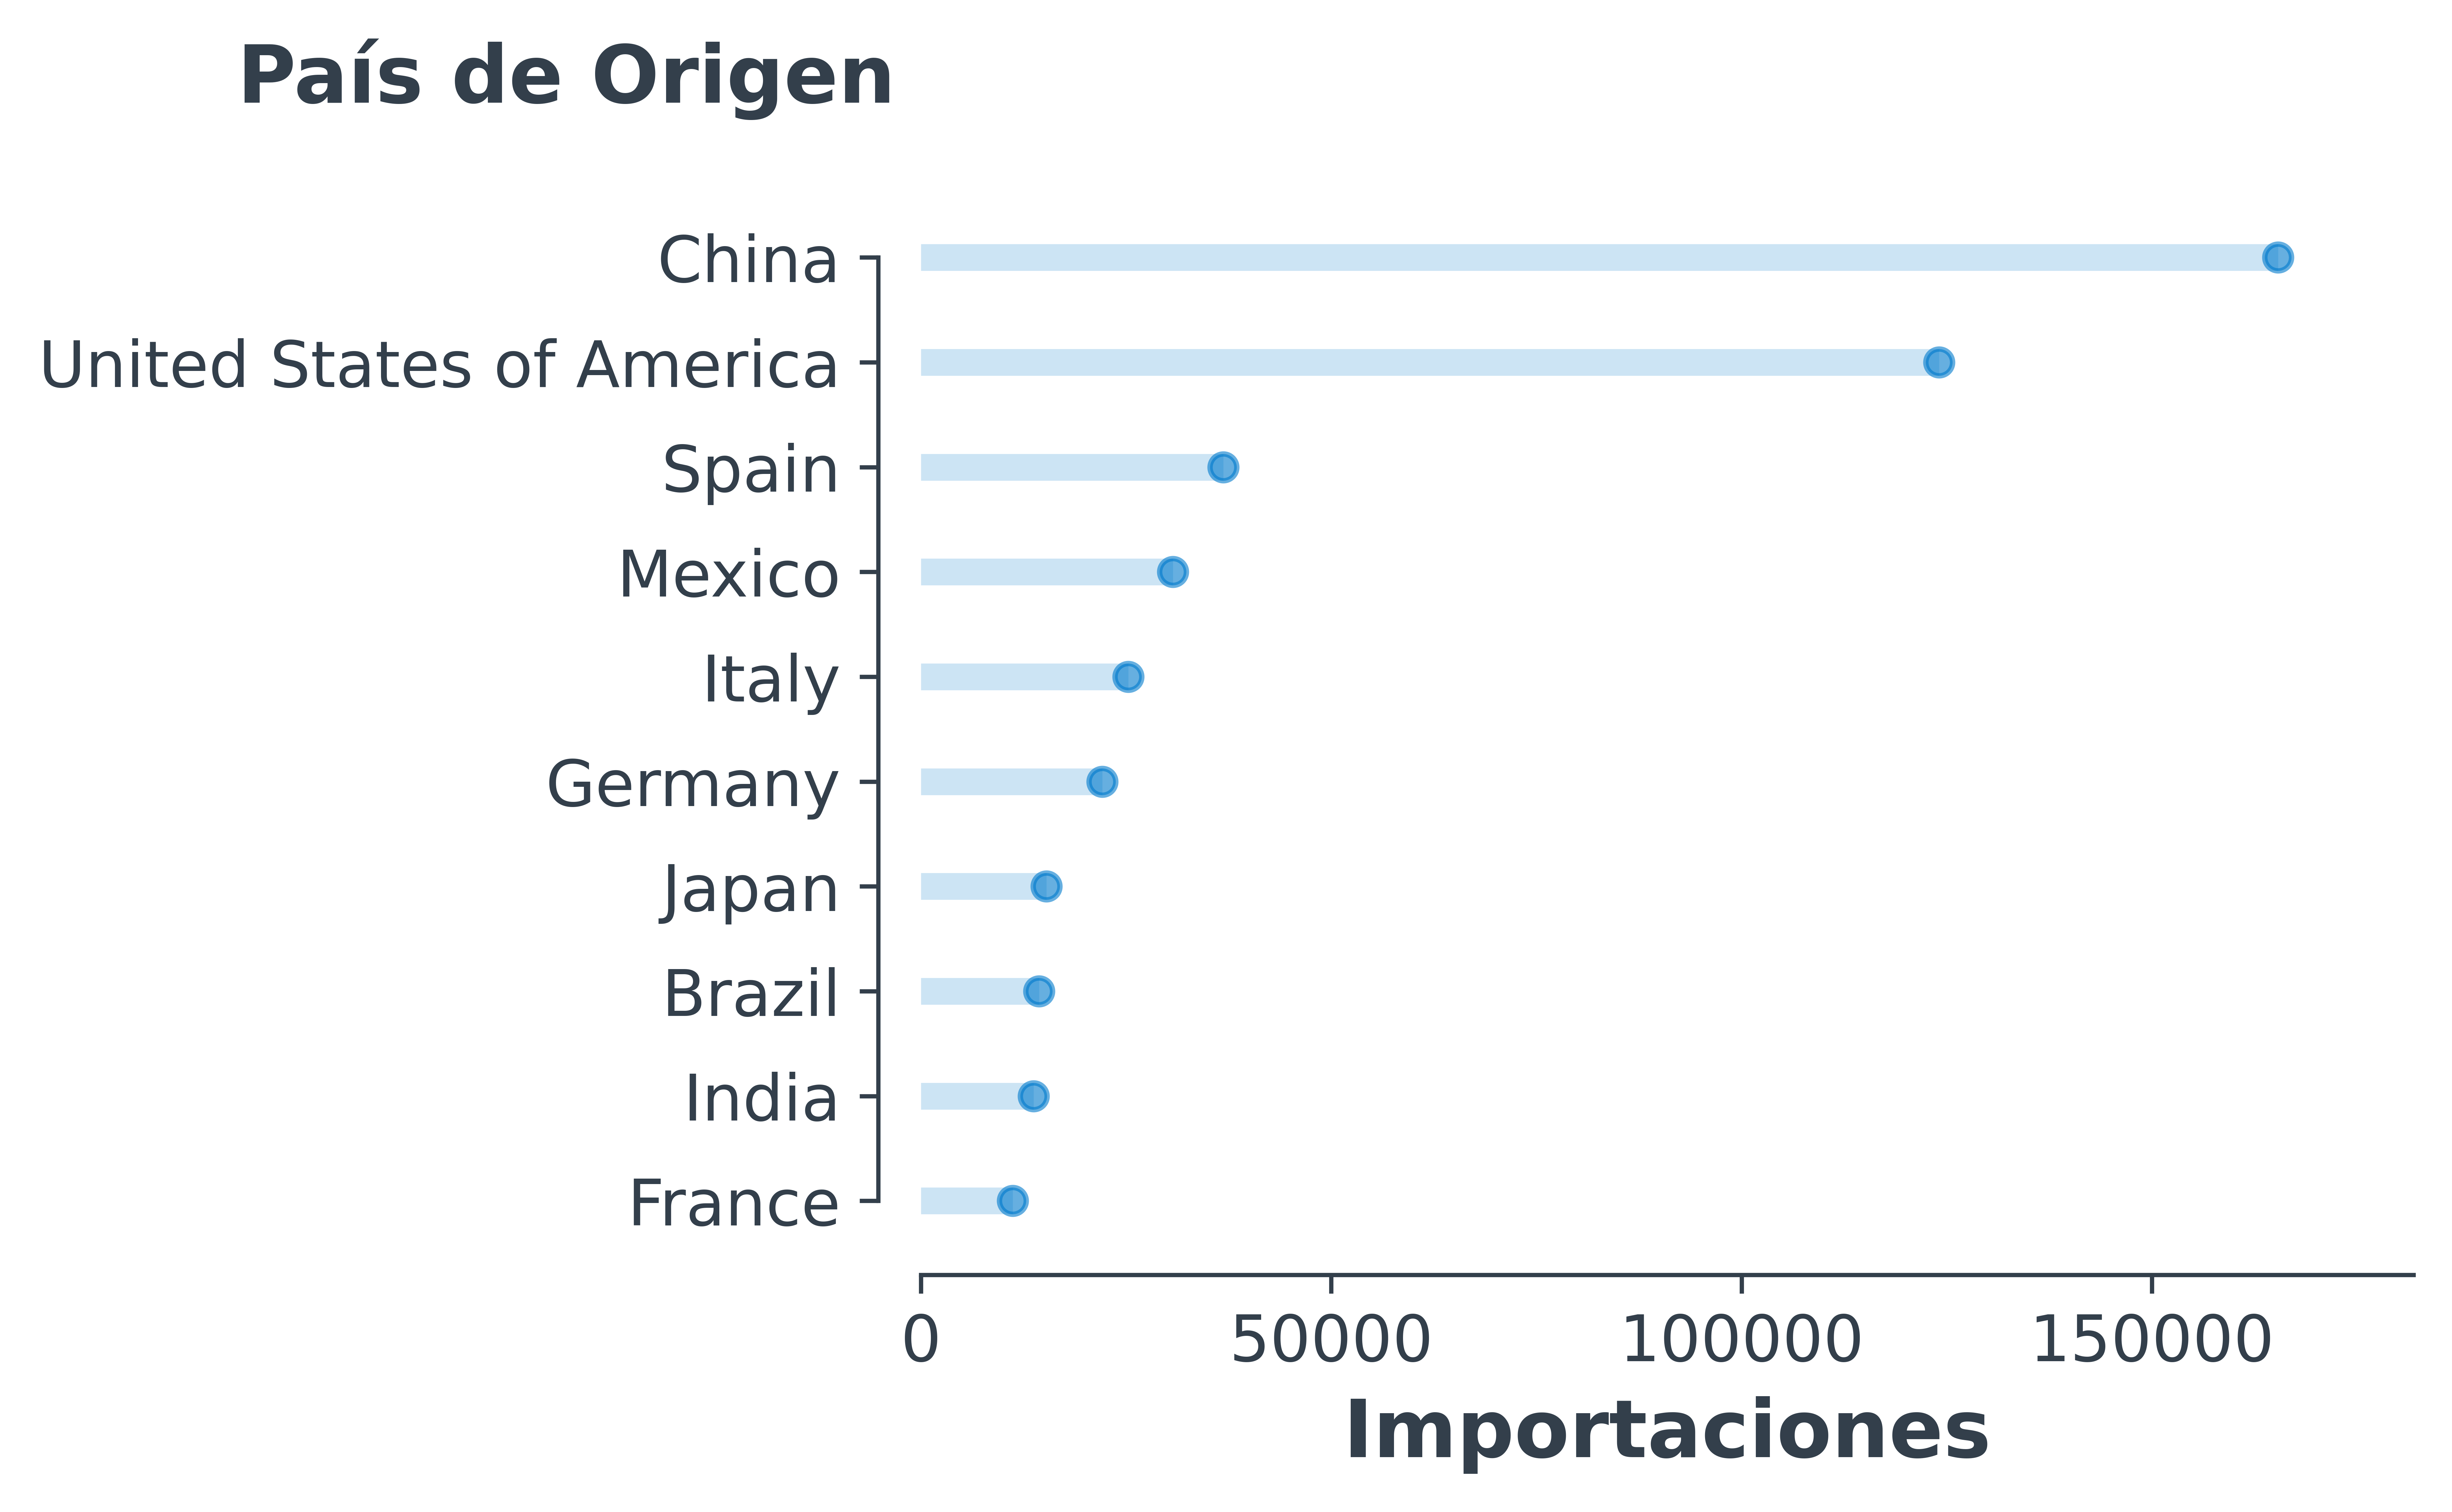 País de Origen
China
United States of America
Spain
Mexico
Italy
Germany
Japan
Brazil
India
France
0 50000 100000 150000
Importaciones